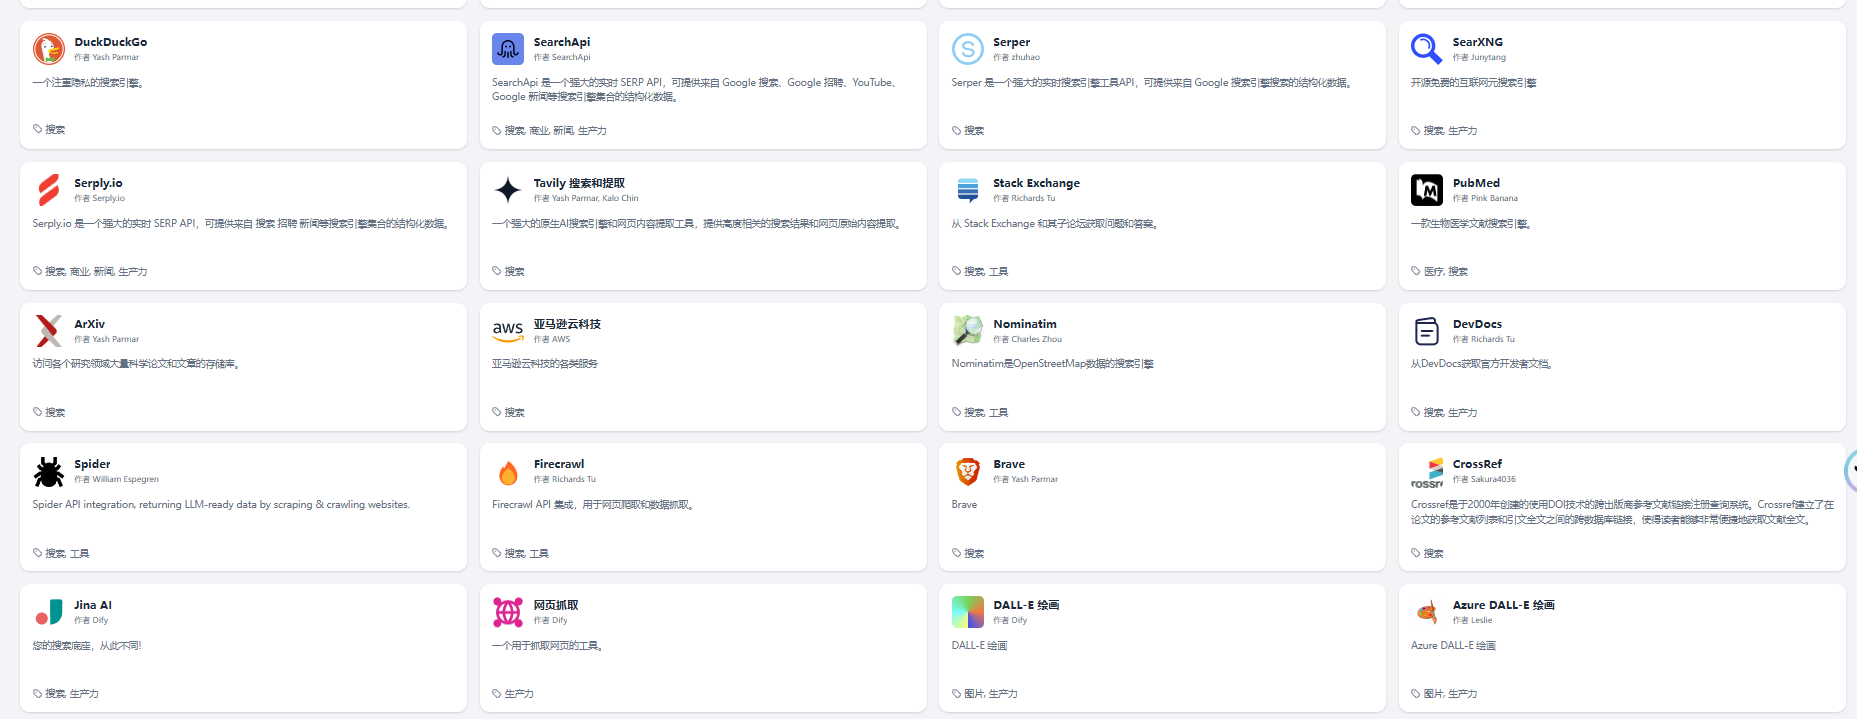 DuckDuckGo
作者 Yash Parmar
一个注重隐私的搜索引擎。
搜索
SearchApi
作者 SearchApi
SearchApi 是一个强大的实时 SERP API，可提供来自 Google 搜索、Google 招聘、YouTube、
Google 新闻等搜索引擎集合的结构化数据。
搜索, 商业, 新闻, 生产力
Serper
作者 zhuhao
Serper 是一个强大的实时搜索引擎工具API，可提供来自 Google 搜索引擎搜索的结构化数据。
搜索
SearXNG
作者 Junytang
开源免费的互联网元搜索引擎
搜索, 生产力
Serply.io
作者 Serply.io
Serply.io 是一个强大的实时 SERP API，可提供来自 搜索 招聘 新闻等搜索引擎集合的结构化数据。
搜索, 商业, 新闻, 生产力
Tavily 搜索和提取
作者 Yash Parmar, Kalo Chin
一个强大的原生AI搜索引擎和网页内容提取工具，提供高度相关的搜索结果和网页原始内容提取。
搜索
Stack Exchange
作者 Richards Tu
从 Stack Exchange 和其子论坛获取问题和答案。
搜索, 工具
PubMed
作者 Pink Banana
一款生物医学文献搜索引擎。
医疗, 搜索
ArXiv
作者 Yash Parmar
访问各个研究领域大量科学论文和文章的存储库。
搜索
aws
亚马逊云科技
作者 AWS
亚马逊云科技的各类服务
搜索
Nominatim
作者 Charles Zhou
Nominatim是OpenStreetMap数据的搜索引擎
搜索, 工具
DevDocs
作者 Richards Tu
从DevDocs获取官方开发者文档。
搜索, 生产力
Spider
作者 William Espegren
Spider API integration, returning LLM-ready data by scraping & crawling websites.
搜索, 工具
Firecrawl
作者 Richards Tu
Firecrawl API 集成，用于网页爬取和数据抓取。
搜索, 工具
Brave
作者 Yash Parmar
Brave
搜索
rossre
CrossRef
作者 Sakura4036
Crossref是于2000年创建的使用DOI技术的跨出版商参考文献链接注册查询系统。Crossref建立了在
论文的参考文献列表和引文全文之间的跨数据库链接，使得读者能够非常便捷地获取文献全文。
搜索
Jina AI
作者 Dify
您的搜索底座，从此不同!
搜索, 生产力
网页抓取
作者 Dify
一个用于抓取网页的工具。
生产力
DALL-E 绘画
作者 Dify
DALL-E 绘画
图片, 生产力
Azure DALL-E 绘画
作者 Leslie
Azure DALL-E 绘画
图片, 生产力